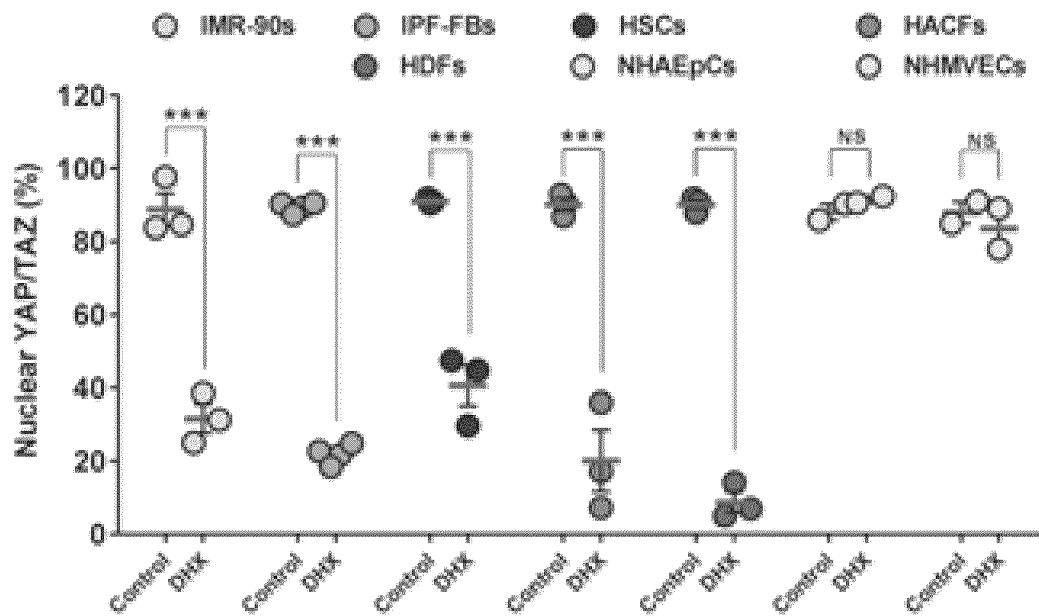 IMR-90s IPF-FBs HSCs HACFs
HDFs NHAEpCs NHMVECs
Nuclear YAP/TAZ (%)
120
100
80
60
40
20
0
*** *** *** *** *** NS NS
Control DHX Control DHX Control DHX Control DHX Control DHX Control DHX Control DHX